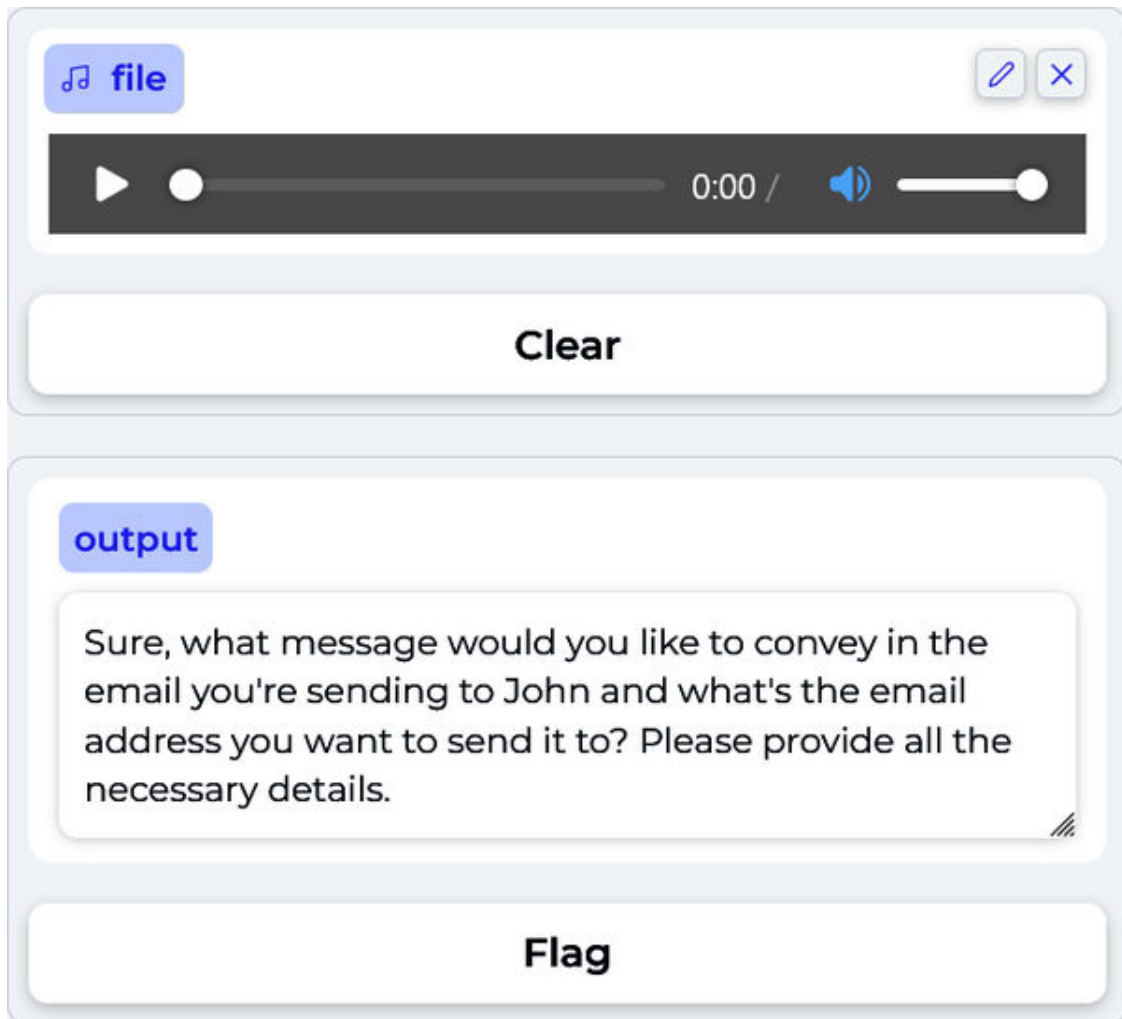 file
0:00 /
Clear
output
Sure, what message would you like to convey in the
email you're sending to John and what's the email
address you want to send it to? Please provide all the
necessary details.
Flag